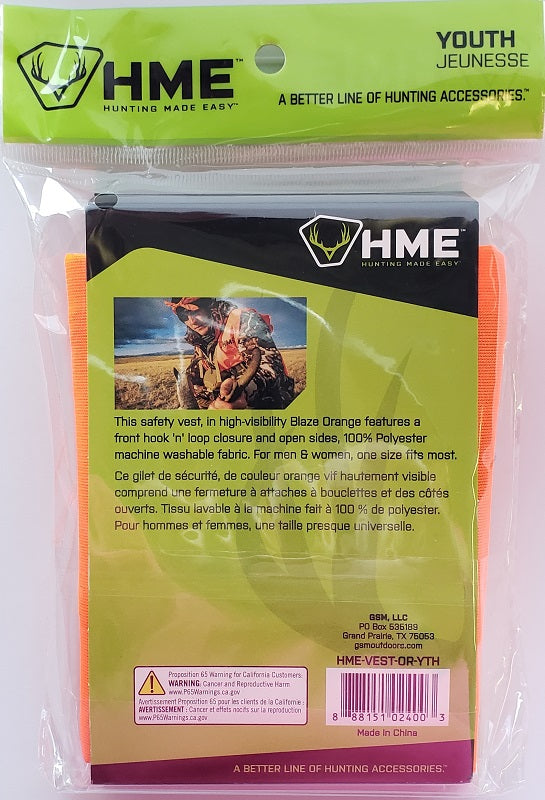 HME™
HUNTING MADE EASY™
YOUTH
JEUNESSE
A BETTER LINE OF HUNTING ACCESSORIES.™
HME™
HUNTING MADE EASY™
This safety vest, in high-visibility Blaze Orange features a
front hook 'n' loop closure and open sides, 100% Polyester
machine washable fabric. For men & women, one size fits most.
Ce gilet de sécurité, de couleur orange vif hautement visible
comprend une fermeture à attaches à bouclettes et des côtés
ouverts. Tissu lavable à la machine fait à 100 % de polyester.
Pour hommes et femmes, une taille presque universelle.
GSM, LLC
PO Box 535189
Grand Prairie, TX 75053
gsmoutdoors.com
HME-VEST-OR-YTH
Proposition 65 Warning for California Customers:
WARNING: Cancer and Reproductive Harm
www.P65Warnings.ca.gov
Avertissement Proposition 65 pour les clients de la Californie :
AVERTISSEMENT : Cancer et effets nocifs sur la reproduction
www.P65Warnings.ca.gov
8 88151 02400 3
Made in China
A BETTER LINE OF HUNTING ACCESSORIES.™